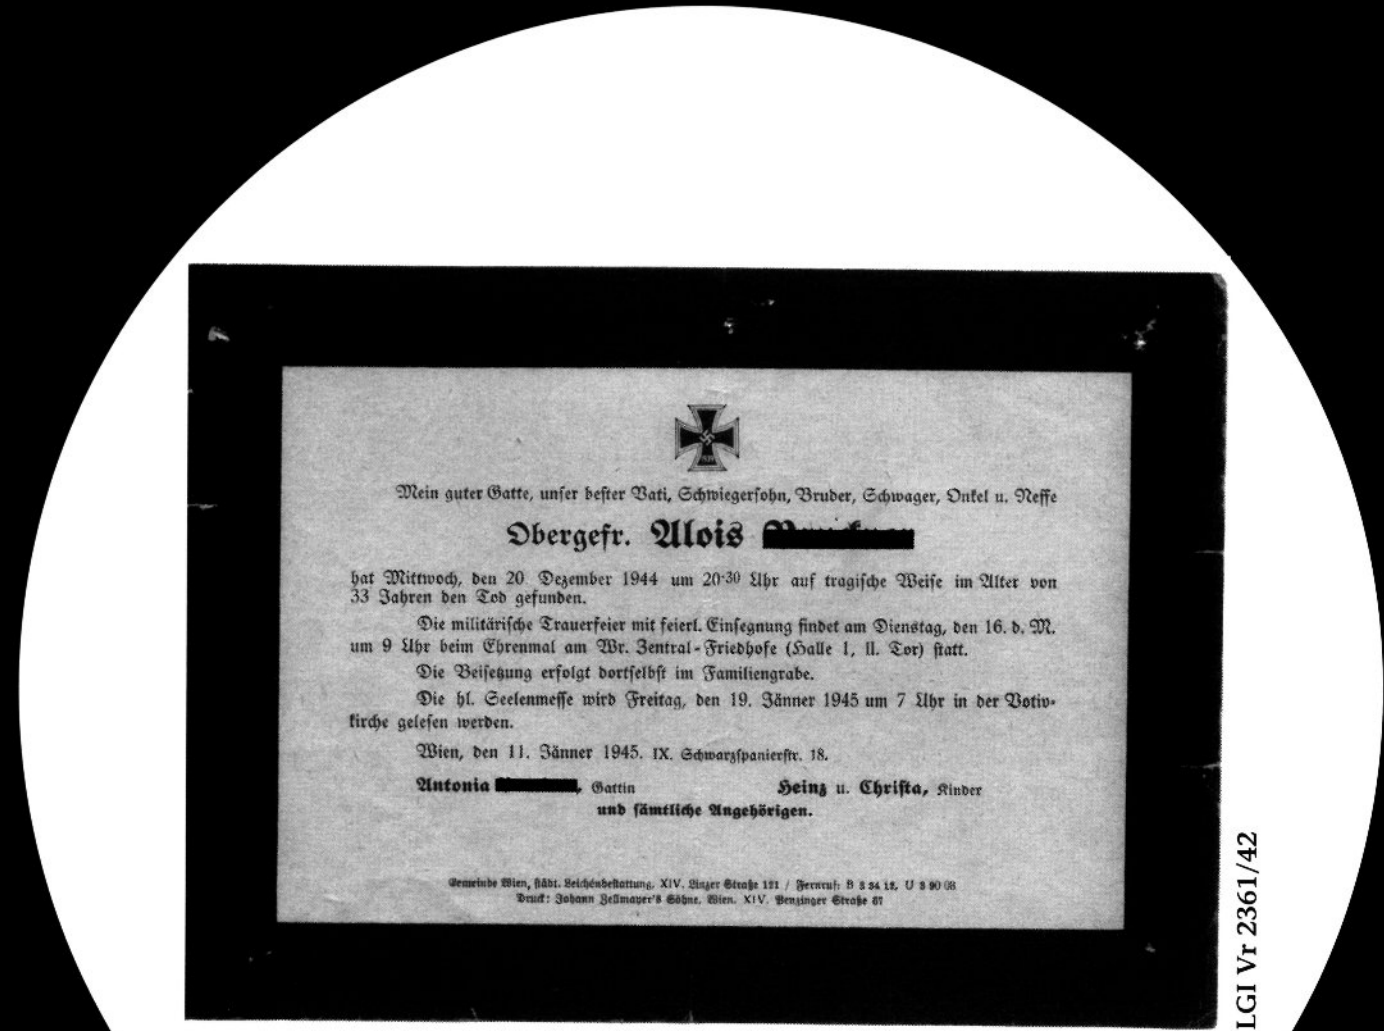 1939
Mein guter Gatte, unser bester Vati, Schwiegersohn, Bruder, Schwager, Onkel u. Neffe
Obergefr. Alois
hat Mittwoch, den 20. Dezember 1944 um 20·30 Uhr auf tragische Weise im Alter von
33 Jahren den Tod gefunden.
Die militärische Trauerfeier mit feierl. Einsegnung findet am Dienstag, den 16. d. M.
um 9 Uhr beim Ehrenmal am Wr. Zentral-Friedhofe (Halle I, II. Tor) statt.
Die Beisetzung erfolgt dortselbst im Familiengrabe.
Die hl. Seelenmesse wird Freitag, den 19. Jänner 1945 um 7 Uhr in der Votiv-
kirche gelesen werden.
Wien, den 11. Jänner 1945. IX. Schwarzspanierstr. 18.
Antonia , Gattin Heinz u. Christa, Kinder
und sämtliche Angehörigen.
Gemeinde Wien, städt. Leichenbestattung, XIV. Linzer Straße 121 / Fernruf: B 3 34 12, U 3 90 08
Druck: Johann Zellmayer's Söhne, Wien, XIV. Penzinger Straße 67
LGI Vr 2361/42